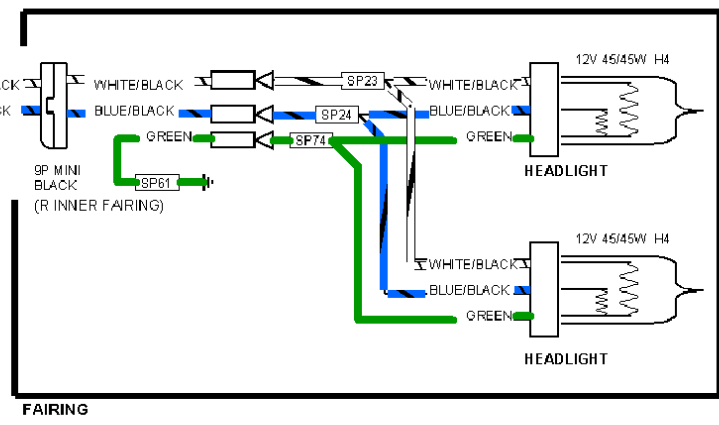 12V 45/45W H4
CK WHITE/BLACK SP23 WHITE/BLACK
K BLUE/BLACK SP24 BLUE/BLACK
GREEN SP74 GREEN
HEADLIGHT
9P MINI
BLACK
(R INNER FAIRING)
SP61
12V 45/45W H4
WHITE/BLACK
BLUE/BLACK
GREEN
HEADLIGHT
FAIRING